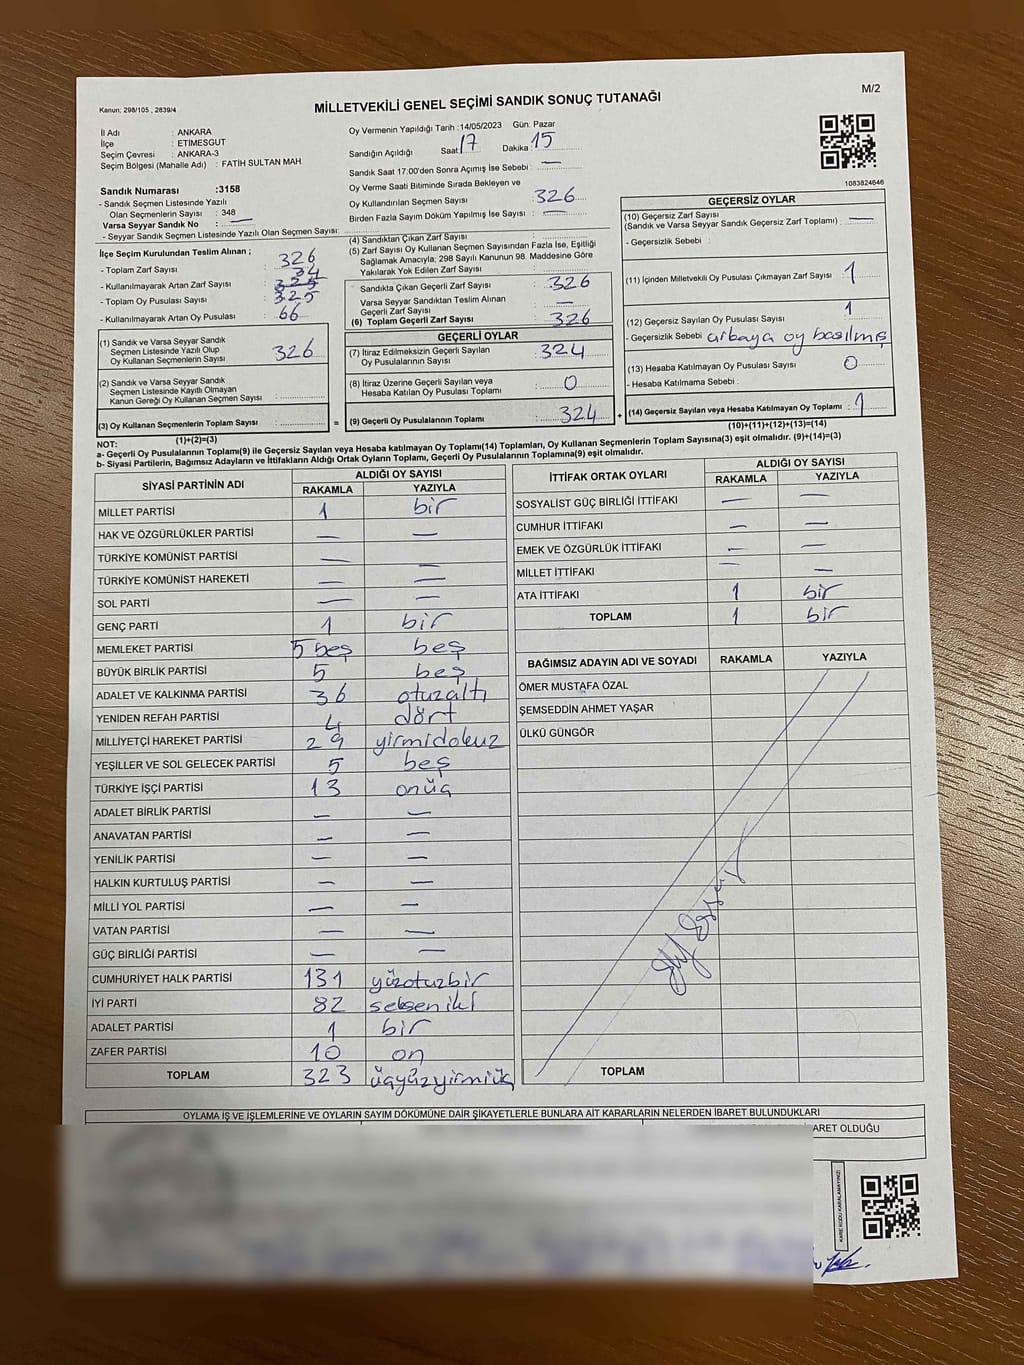 M/2
Kanun: 298/105 , 2839/4
MİLLETVEKİLİ GENEL SEÇİMİ SANDIK SONUÇ TUTANAĞI
İl Adı : ANKARA
İlçe : ETİMESGUT
Seçim Çevresi : ANKARA-3
Seçim Bölgesi (Mahalle Adı) : FATİH SULTAN MAH.
Sandık Numarası :3158
- Sandık Seçmen Listesinde Yazılı
Olan Seçmenlerin Sayısı : 348
Varsa Seyyar Sandık No : —
- Seyyar Sandık Seçmen Listesinde Yazılı Olan Seçmen Sayısı:
Oy Vermenin Yapıldığı Tarih :14/05/2023 Gün: Pazar
Sandığın Açıldığı Saat 17 Dakika 15
Sandık Saat 17:00'den Sonra Açımış İse Sebebi : —
Oy Verme Saati Bitiminde Sırada Bekleyen ve
Oy Kullandırılan Seçmen Sayısı : 326
Birden Fazla Sayım Döküm Yapılmış İse Sayısı : —
1083824646
İlçe Seçim Kurulundan Teslim Alınan ;
- Toplam Zarf Sayısı : 326
- Kullanılmayarak Artan Zarf Sayısı : 34
- Toplam Oy Pusulası Sayısı : 325
- Kullanılmayarak Artan Oy Pusulası : 66
(1) Sandık ve Varsa Seyyar Sandık
Seçmen Listesinde Yazılı Olup
Oy Kullanan Seçmenlerin Sayısı : 326
(2) Sandık ve Varsa Seyyar Sandık
Seçmen Listesinde Kayıtlı Olmayan
Kanun Gereği Oy Kullanan Seçmen Sayısı :
(3) Oy Kullanan Seçmenlerin Toplam Sayısı :
(1)+(2)=(3)
(4) Sandıktan Çıkan Zarf Sayısı :
(5) Zarf Sayısı Oy Kullanan Seçmen Sayısından Fazla İse, Eşitliği
Sağlamak Amacıyla; 298 Sayılı Kanunun 98. Maddesine Göre
Yakılarak Yok Edilen Zarf Sayısı :
Sandıkta Çıkan Geçerli Zarf Sayısı : 326
Varsa Seyyar Sandıktan Teslim Alınan
Geçerli Zarf Sayısı : —
(6) Toplam Geçerli Zarf Sayısı : 326
GEÇERLİ OYLAR
(7) İtiraz Edilmeksizin Geçerli Sayılan
Oy Pusulalarının Sayısı : 324
(8) İtiraz Üzerine Geçerli Sayılan veya
Hesaba Katılan Oy Pusulası Toplamı : 0
= (9) Geçerli Oy Pusulalarının Toplamı : 324 +
GEÇERSİZ OYLAR
(10) Geçersiz Zarf Sayısı
(Sandık ve Varsa Seyyar Sandık Geçersiz Zarf Toplamı) : —
- Geçersizlik Sebebi :
(11) İçinden Milletvekili Oy Pusulası Çıkmayan Zarf Sayısı : 1
(12) Geçersiz Sayılan Oy Pusulası Sayısı : 1
- Geçersizlik Sebebi : arbaya oy basılmış
(13) Hesaba Katılmayan Oy Pusulası Sayısı : 0
- Hesaba Katılmama Sebebi :
(14) Geçersiz Sayılan veya Hesaba Katılmayan Oy Toplamı : 1
(10)+(11)+(12)+(13)=(14)
NOT:
a- Geçerli Oy Pusulalarının Toplamı(9) ile Geçersiz Sayılan veya Hesaba katılmayan Oy Toplamı(14) Toplamları, Oy Kullanan Seçmenlerin Toplam Sayısına(3) eşit olmalıdır. (9)+(14)=(3)
b- Siyasi Partilerin, Bağımsız Adayların ve İttifakların Aldığı Oyların Toplamı, Geçerli Oy Pusulalarının Toplamına(9) eşit olmalıdır.
SİYASİ PARTİNİN ADI ALDIĞI OY SAYISI
RAKAMLA YAZIYLA
MİLLET PARTİSİ 1 bir
HAK VE ÖZGÜRLÜKLER PARTİSİ — —
TÜRKİYE KOMÜNİST PARTİSİ — —
TÜRKİYE KOMÜNİST HAREKETİ — —
SOL PARTİ — —
GENÇ PARTİ 1 bir
MEMLEKET PARTİSİ 5 beş beş
BÜYÜK BİRLİK PARTİSİ 5 beş
ADALET VE KALKINMA PARTİSİ 36 otuzaltı
YENİDEN REFAH PARTİSİ 4 dört
MİLLİYETÇİ HAREKET PARTİSİ 29 yirmidokuz
YEŞİLLER VE SOL GELECEK PARTİSİ 5 beş
TÜRKİYE İŞÇİ PARTİSİ 13 onüç
ADALET BİRLİK PARTİSİ — —
ANAVATAN PARTİSİ — —
YENİLİK PARTİSİ — —
HALKIN KURTULUŞ PARTİSİ — —
MİLLİ YOL PARTİSİ — —
VATAN PARTİSİ — —
GÜÇ BİRLİĞİ PARTİSİ — —
CUMHURİYET HALK PARTİSİ 131 yüzotuzbir
İYİ PARTİ 82 seksen iki
ADALET PARTİSİ 1 bir
ZAFER PARTİSİ 10 on
TOPLAM 323 üçyüzyirmiüç
İTTİFAK ORTAK OYLARI ALDIĞI OY SAYISI
RAKAMLA YAZIYLA
SOSYALİST GÜÇ BİRLİĞİ İTTİFAKI — —
CUMHUR İTTİFAKI — —
EMEK VE ÖZGÜRLÜK İTTİFAKI — —
MİLLET İTTİFAKI — —
ATA İTTİFAKI 1 bir
TOPLAM 1 bir
BAĞIMSIZ ADAYIN ADI VE SOYADI RAKAMLA YAZIYLA
ÖMER MUSTAFA ÖZAL
ŞEMSEDDİN AHMET YAŞAR
ÜLKÜ GÜNGÖR
TOPLAM
OYLAMA İŞ VE İŞLEMLERİNE VE OYLARIN SAYIM DÖKÜMÜNE DAİR ŞİKAYETLERLE BUNLARA AİT KARARLARIN NELERDEN İBARET BULUNDUKLARI
BARET OLDUĞU
KARE KODU KARALAMAYINIZ!